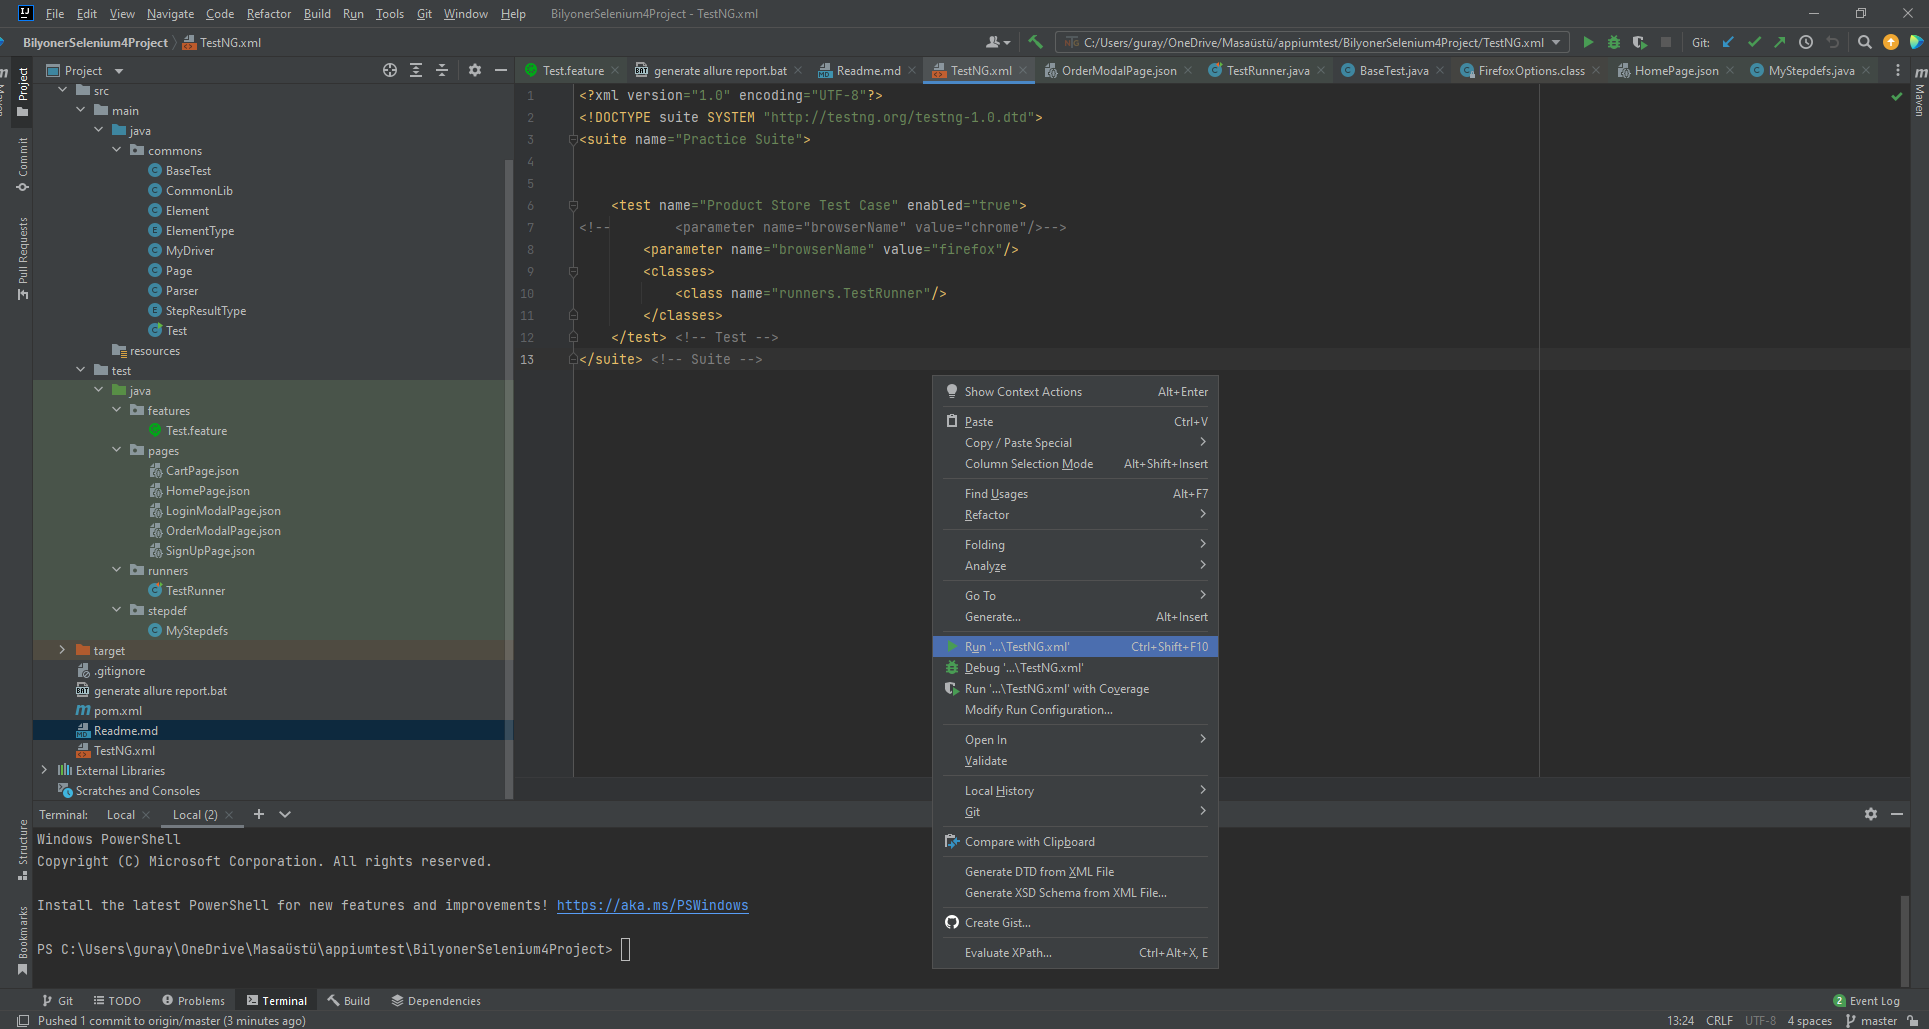 File Edit View Navigate Code Refactor Build Run Tools Git Window Help BilyonerSelenium4Project - TestNG.xml
BilyonerSelenium4Project TestNG.xml
C:/Users/guray/OneDrive/Masaüstü/appiumtest/BilyonerSelenium4Project/TestNG.xml Git:
Project
Test.feature generate allure report.bat Readme.md TestNG.xml OrderModalPage.json TestRunner.java BaseTest.java FirefoxOptions.class HomePage.json MyStepdefs.java
Maven
Project
Commit
Pull Requests
Structure
Bookmarks
src
main
java
commons
BaseTest
CommonLib
Element
ElementType
MyDriver
Page
Parser
StepResultType
Test
resources
test
java
features
Test.feature
pages
CartPage.json
HomePage.json
LoginModalPage.json
OrderModalPage.json
SignUpPage.json
runners
TestRunner
stepdef
MyStepdefs
target
.gitignore
generate allure report.bat
pom.xml
Readme.md
TestNG.xml
External Libraries
Scratches and Consoles
1 <?xml version="1.0" encoding="UTF-8"?>
2 <!DOCTYPE suite SYSTEM "http://testng.org/testng-1.0.dtd">
3 <suite name="Practice Suite">
4
5
6 <test name="Product Store Test Case" enabled="true">
7 <!-- <parameter name="browserName" value="chrome"/>-->
8 <parameter name="browserName" value="firefox"/>
9 <classes>
10 <class name="runners.TestRunner"/>
11 </classes>
12 </test> <!-- Test -->
13 </suite> <!-- Suite -->
Show Context Actions Alt+Enter
Paste Ctrl+V
Copy / Paste Special
Column Selection Mode Alt+Shift+Insert
Find Usages Alt+F7
Refactor
Folding
Analyze
Go To
Generate... Alt+Insert
Run '...\TestNG.xml' Ctrl+Shift+F10
Debug '...\TestNG.xml'
Run '...\TestNG.xml' with Coverage
Modify Run Configuration...
Open In
Validate
Local History
Git
Compare with Clipboard
Generate DTD from XML File
Generate XSD Schema from XML File...
Create Gist...
Evaluate XPath... Ctrl+Alt+X, E
Terminal: Local Local (2)
Windows PowerShell
Copyright (C) Microsoft Corporation. All rights reserved.
Install the latest PowerShell for new features and improvements! https://aka.ms/PSWindows
PS C:\Users\guray\OneDrive\Masaüstü\appiumtest\BilyonerSelenium4Project>
Git TODO Problems Terminal Build Dependencies 2 Event Log
Pushed 1 commit to origin/master (3 minutes ago) 13:24 CRLF UTF-8 4 spaces master